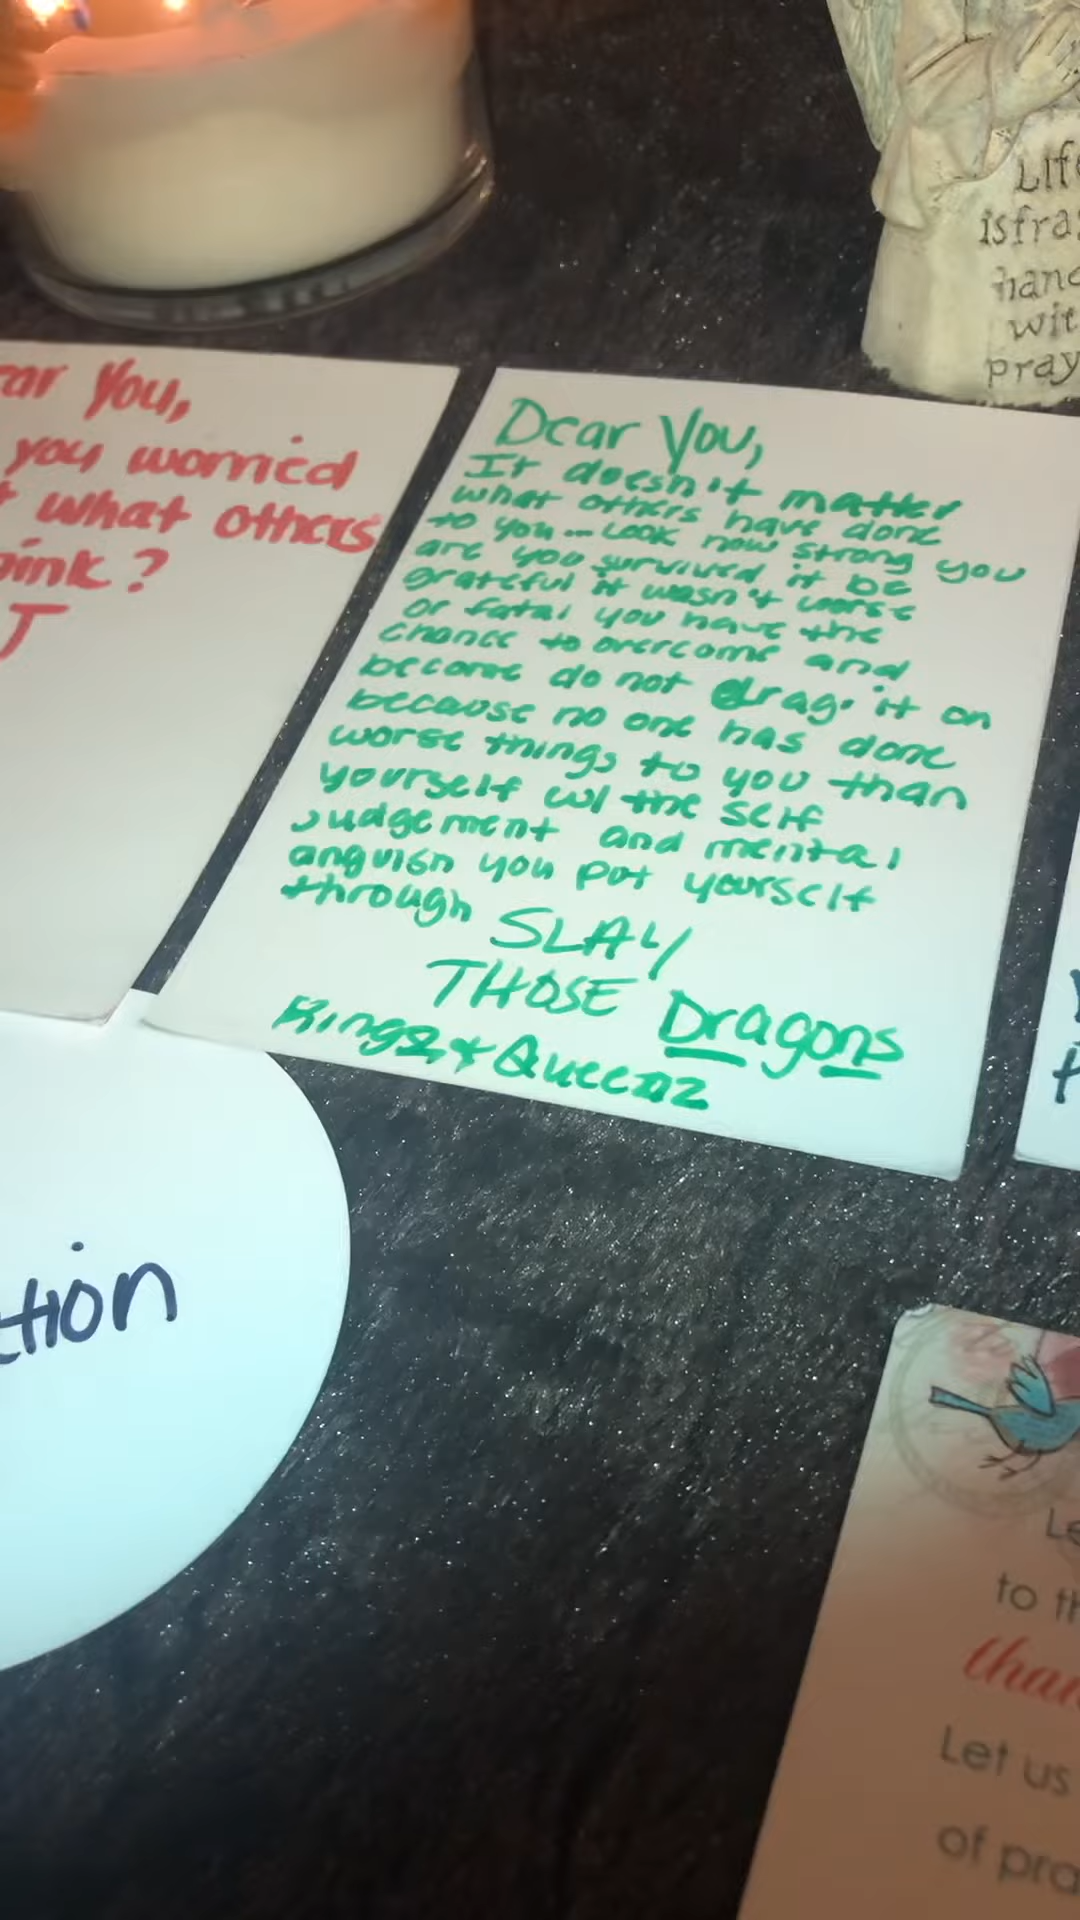 Life
is fra
hand
wit
pray
ear You,
you worried
t what others
hink?
J
Dear You,
It doesn't matter
what others have done
to you... Look how strong you
are you survived it be
grateful it wasn't worse
or fatal you have the
chance to overcome and
become do not drag it on
because no one has done
worse things to you than
yourself w/ the self
judgement and mental
anguish you put yourself
through SLAY
THOSE Dragons
Kingz + Queenz
tion
Le
to th
than
Let us
of pra